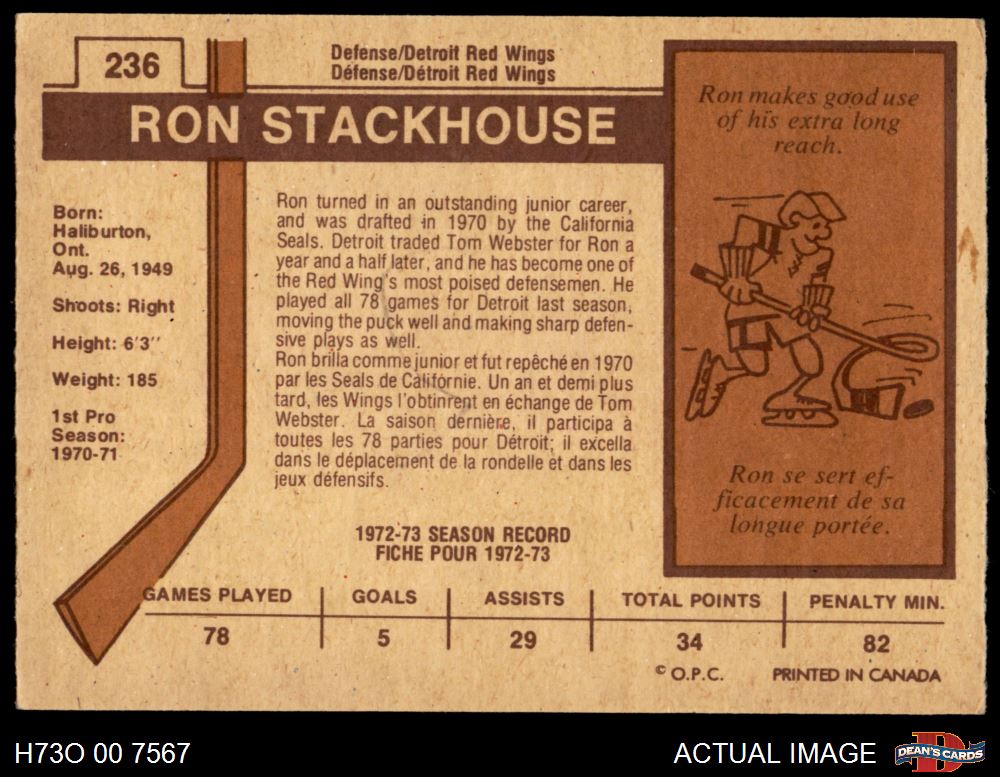 236
Defense/Detroit Red Wings
Défense/Détroit Red Wings
RON STACKHOUSE
Born:
Haliburton,
Ont.
Aug. 26, 1949
Shoots: Right
Height: 6'3''
Weight: 185
1st Pro
Season:
1970-71
Ron turned in an outstanding junior career,
and was drafted in 1970 by the California
Seals. Detroit traded Tom Webster for Ron a
year and a half later, and he has become one of
the Red Wing's most poised defensemen. He
played all 78 games for Detroit last season,
moving the puck well and making sharp defen-
sive plays as well.
Ron brilla comme junior et fut repêché en 1970
par les Seals de Californie. Un an et demi plus
tard, les Wings l'obtinrent en échange de Tom
Webster. La saison dernière, il participa à
toutes les 78 parties pour Détroit; il excella
dans le déplacement de la rondelle et dans les
jeux défensifs.
Ron makes good use
of his extra long
reach.
Ron se sert ef-
ficacement de sa
longue portée.
1972-73 SEASON RECORD
FICHE POUR 1972-73
GAMES PLAYED GOALS ASSISTS TOTAL POINTS PENALTY MIN.
78 5 29 34 82
© O.P.C. PRINTED IN CANADA
H73O 00 7567 ACTUAL IMAGE
D
DEAN'S CARDS